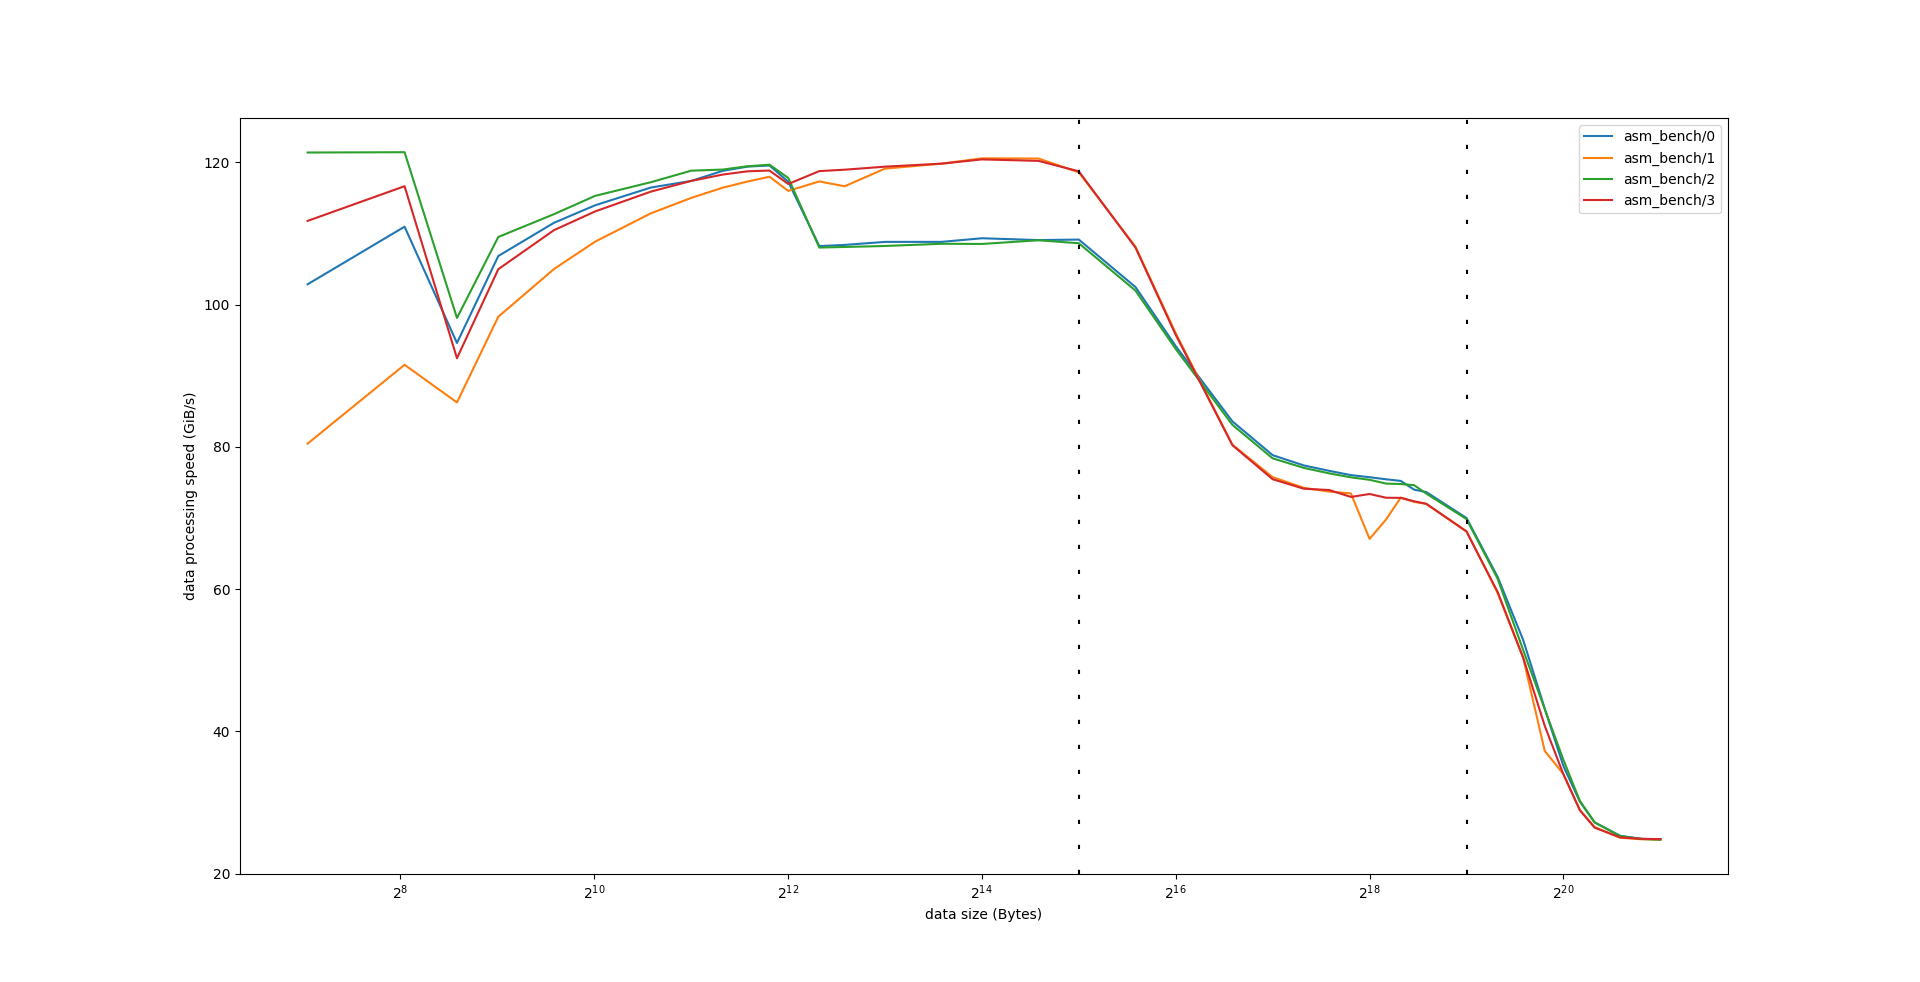 asm_bench/0
asm_bench/1
asm_bench/2
asm_bench/3
data processing speed (GiB/s)
120
100
80
60
40
20
2^8 2^10 2^12 2^14 2^16 2^18 2^20
data size (Bytes)